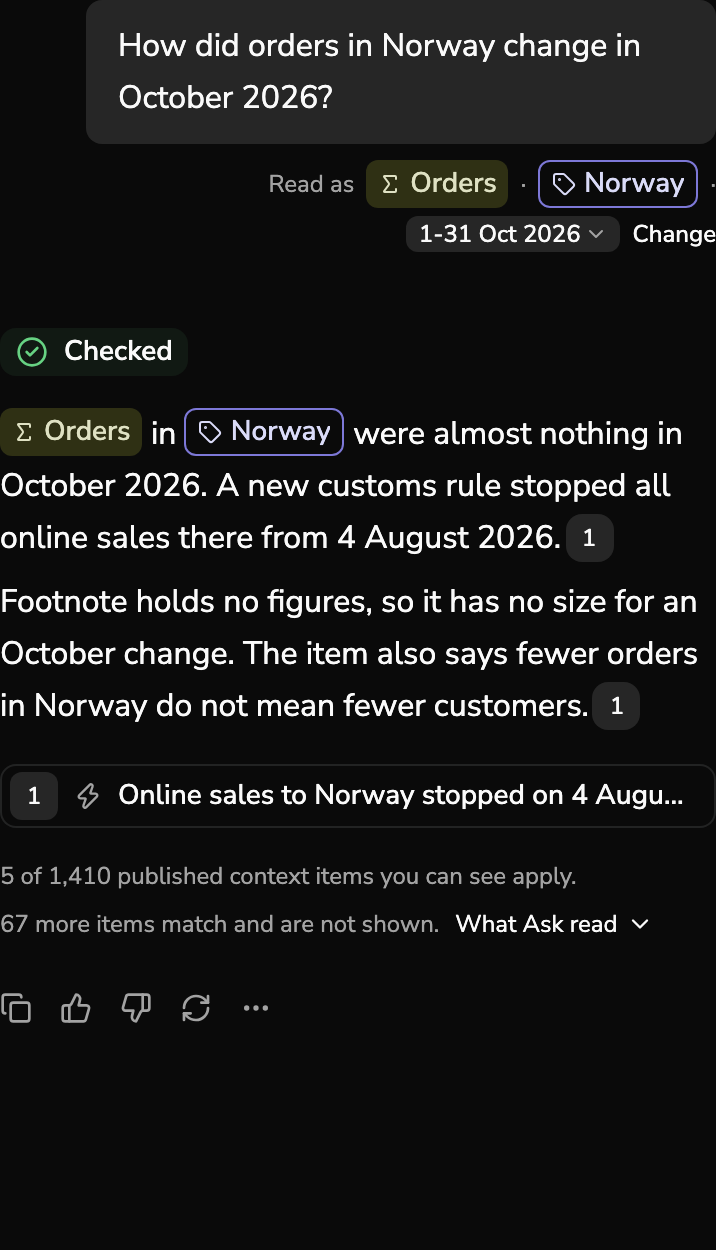 How did orders in Norway change in
October 2026?
Read as Σ Orders · Norway ·
1-31 Oct 2026 Change
Checked
Σ Orders in Norway were almost nothing in
October 2026. A new customs rule stopped all
online sales there from 4 August 2026. 1
Footnote holds no figures, so it has no size for an
October change. The item also says fewer orders
in Norway do not mean fewer customers. 1
1 Online sales to Norway stopped on 4 Augu...
5 of 1,410 published context items you can see apply.
67 more items match and are not shown. What Ask read